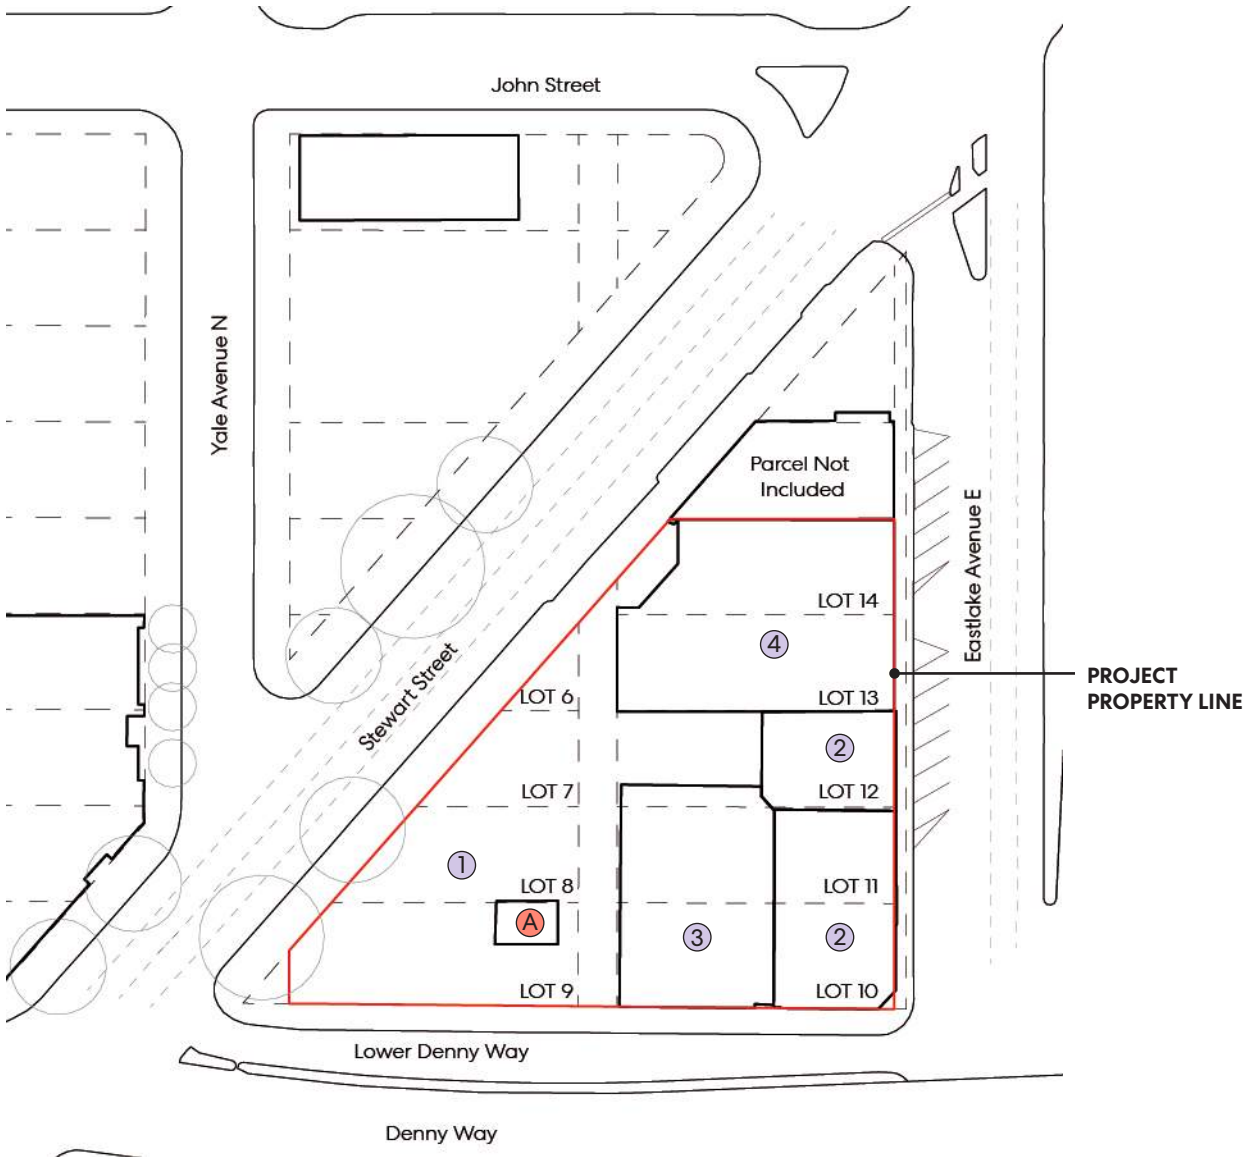 John Street
Yale Avenue N
Parcel Not
Included
Eastlake Avenue E
LOT 14
4
Stewart Street
PROJECT
PROPERTY LINE
LOT 6
LOT 13
2
LOT 7
LOT 12
1
LOT 8
LOT 11
A
3
2
LOT 9
LOT 10
Lower Denny Way
Denny Way